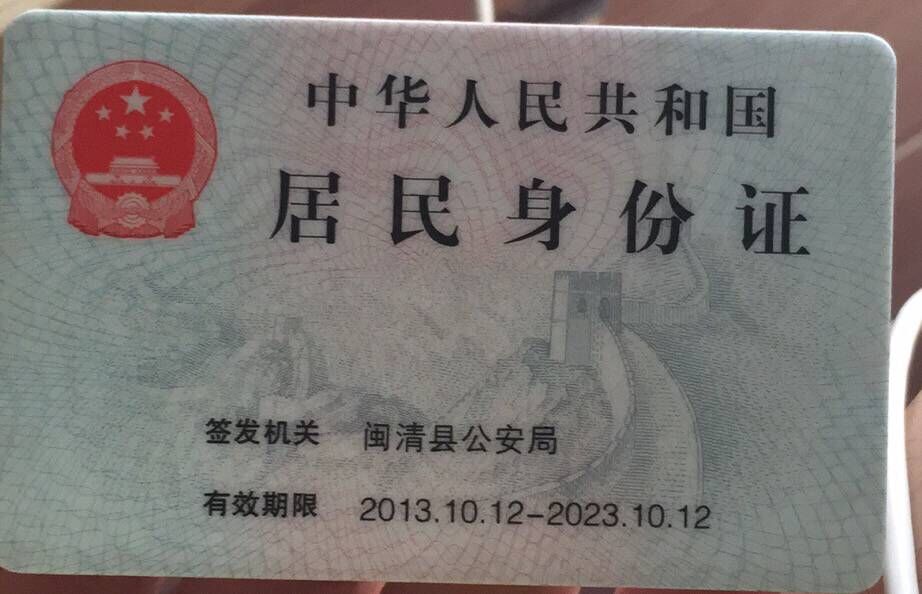 中华人民共和国
居民身份证
签发机关 闽清县公安局
有效期限 2013.10.12-2023.10.12